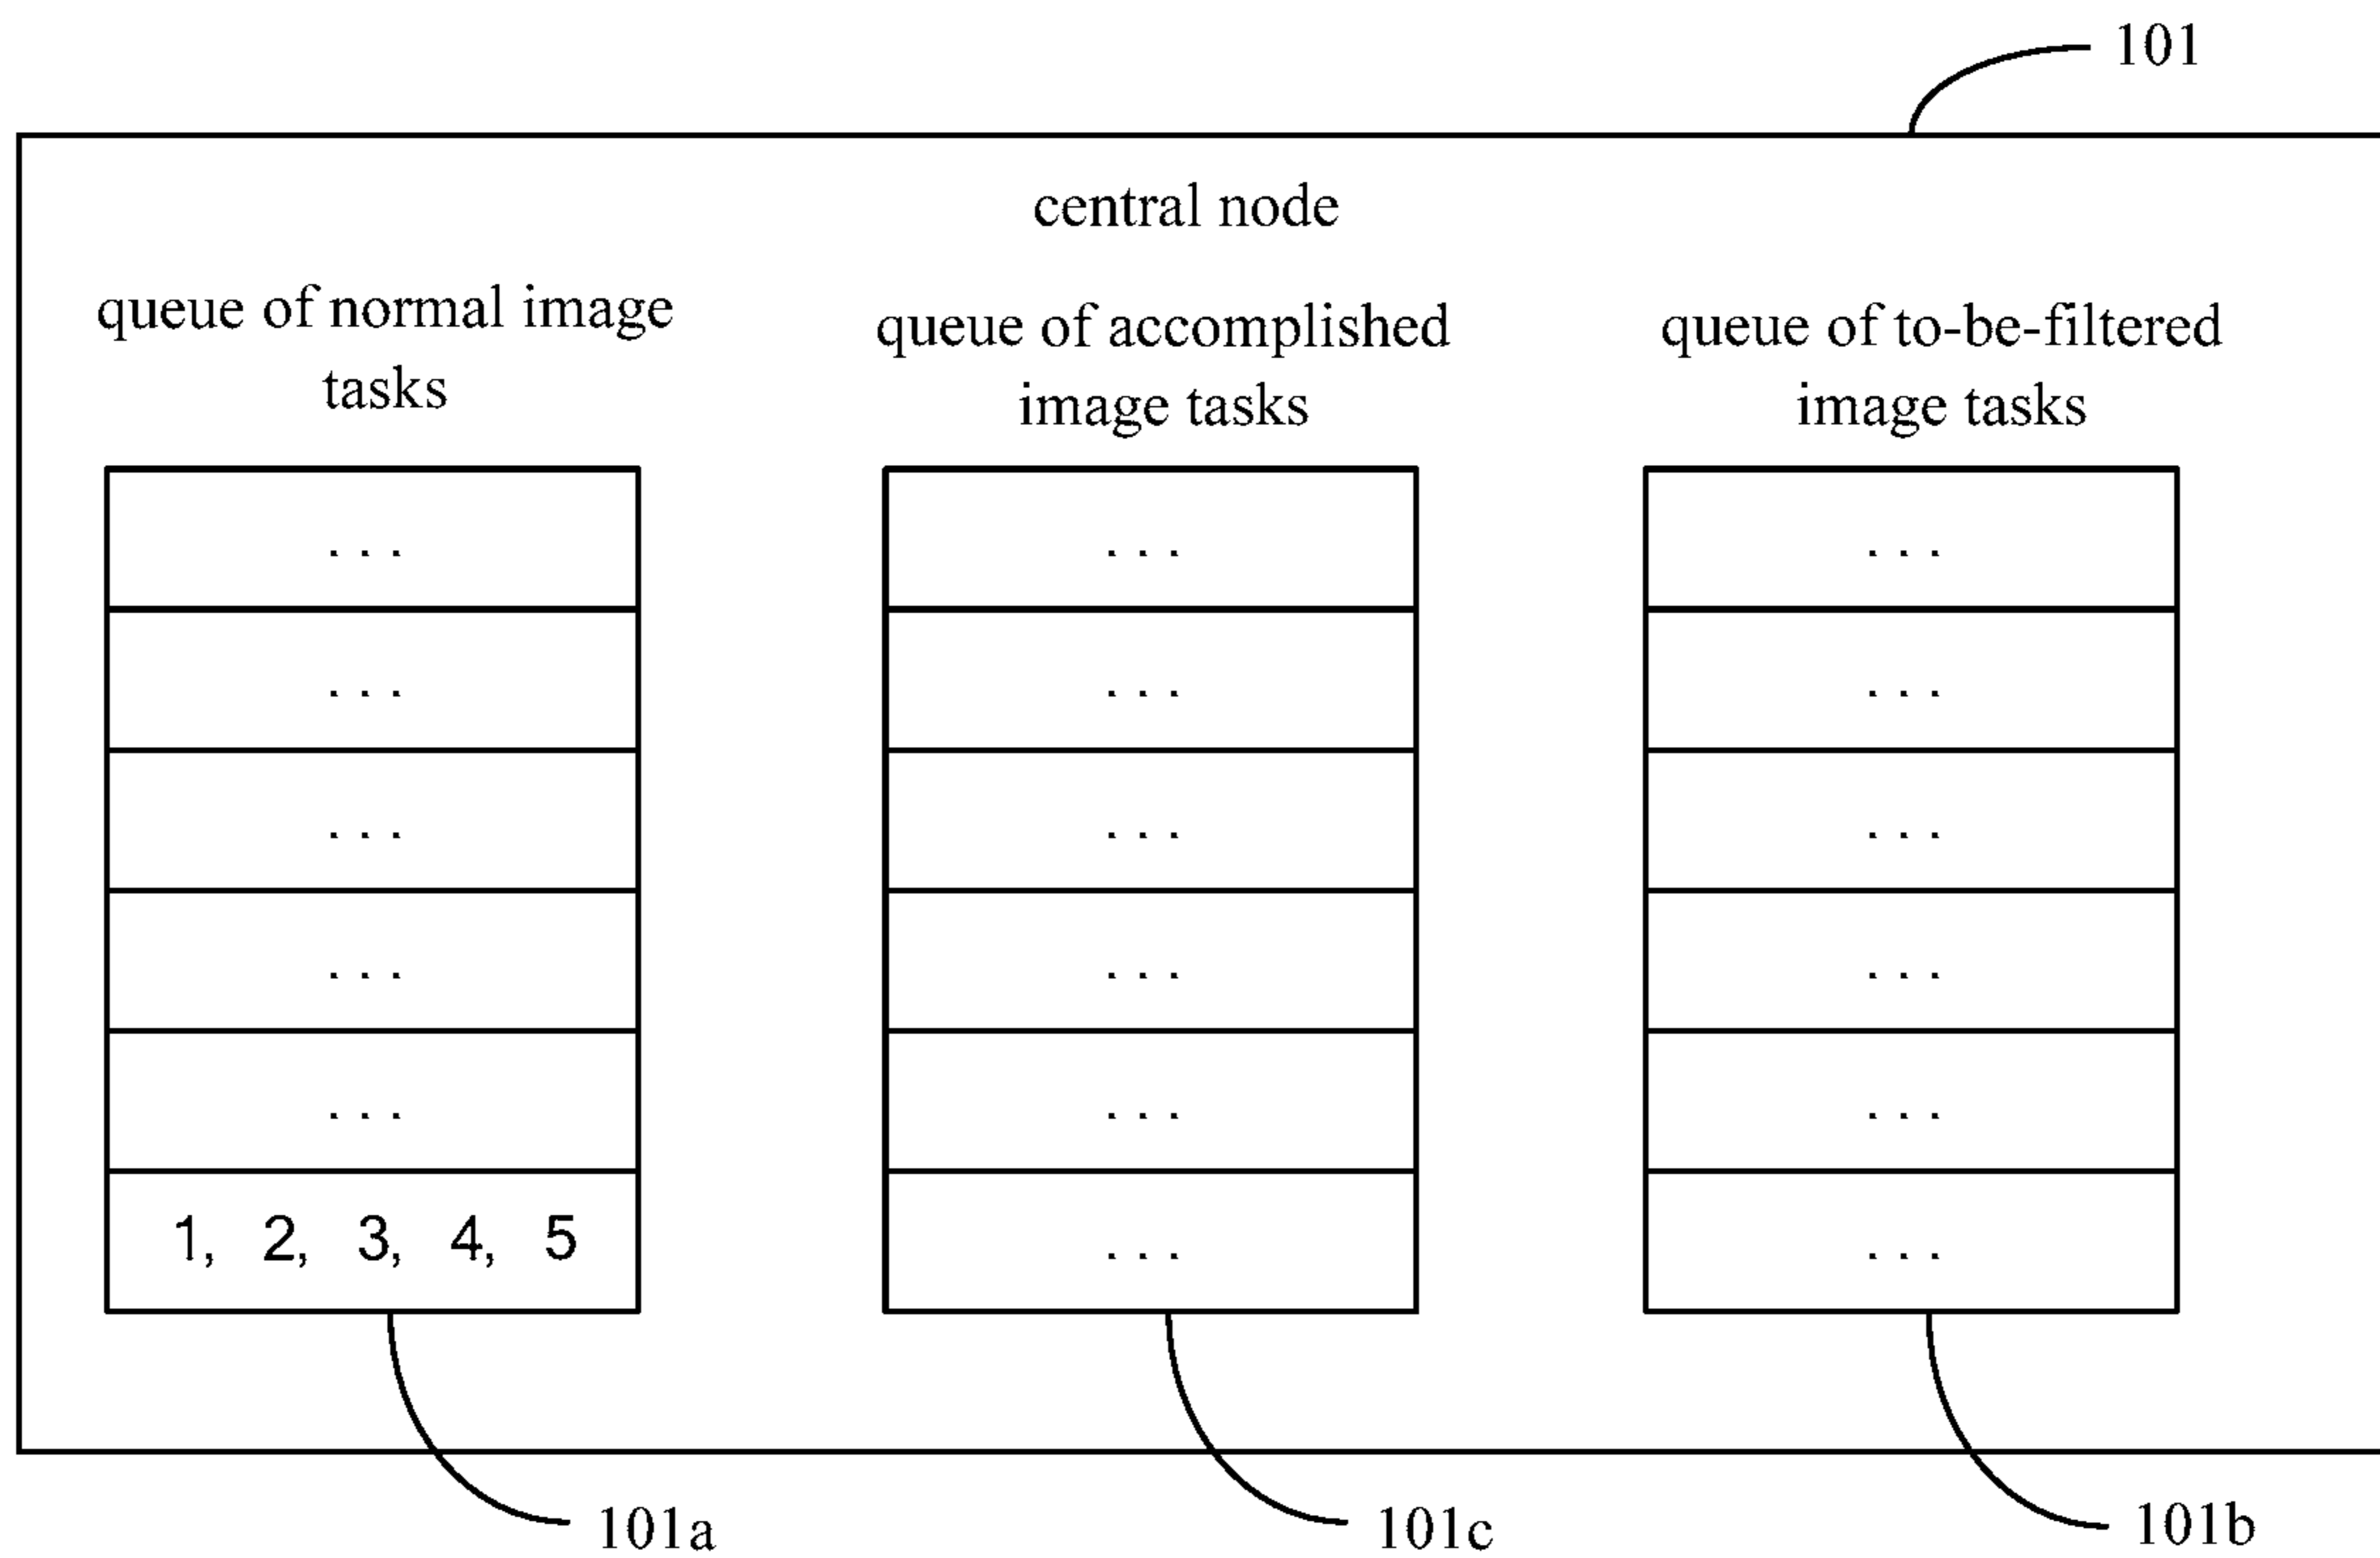 101
central node
queue of normal image
tasks
queue of accomplished
image tasks
queue of to-be-filtered
image tasks
. . .
. . .
. . .
. . .
. . .
1, 2, 3, 4, 5
. . .
. . .
. . .
. . .
. . .
. . .
. . .
. . .
. . .
. . .
. . .
. . .
101a
101c
101b